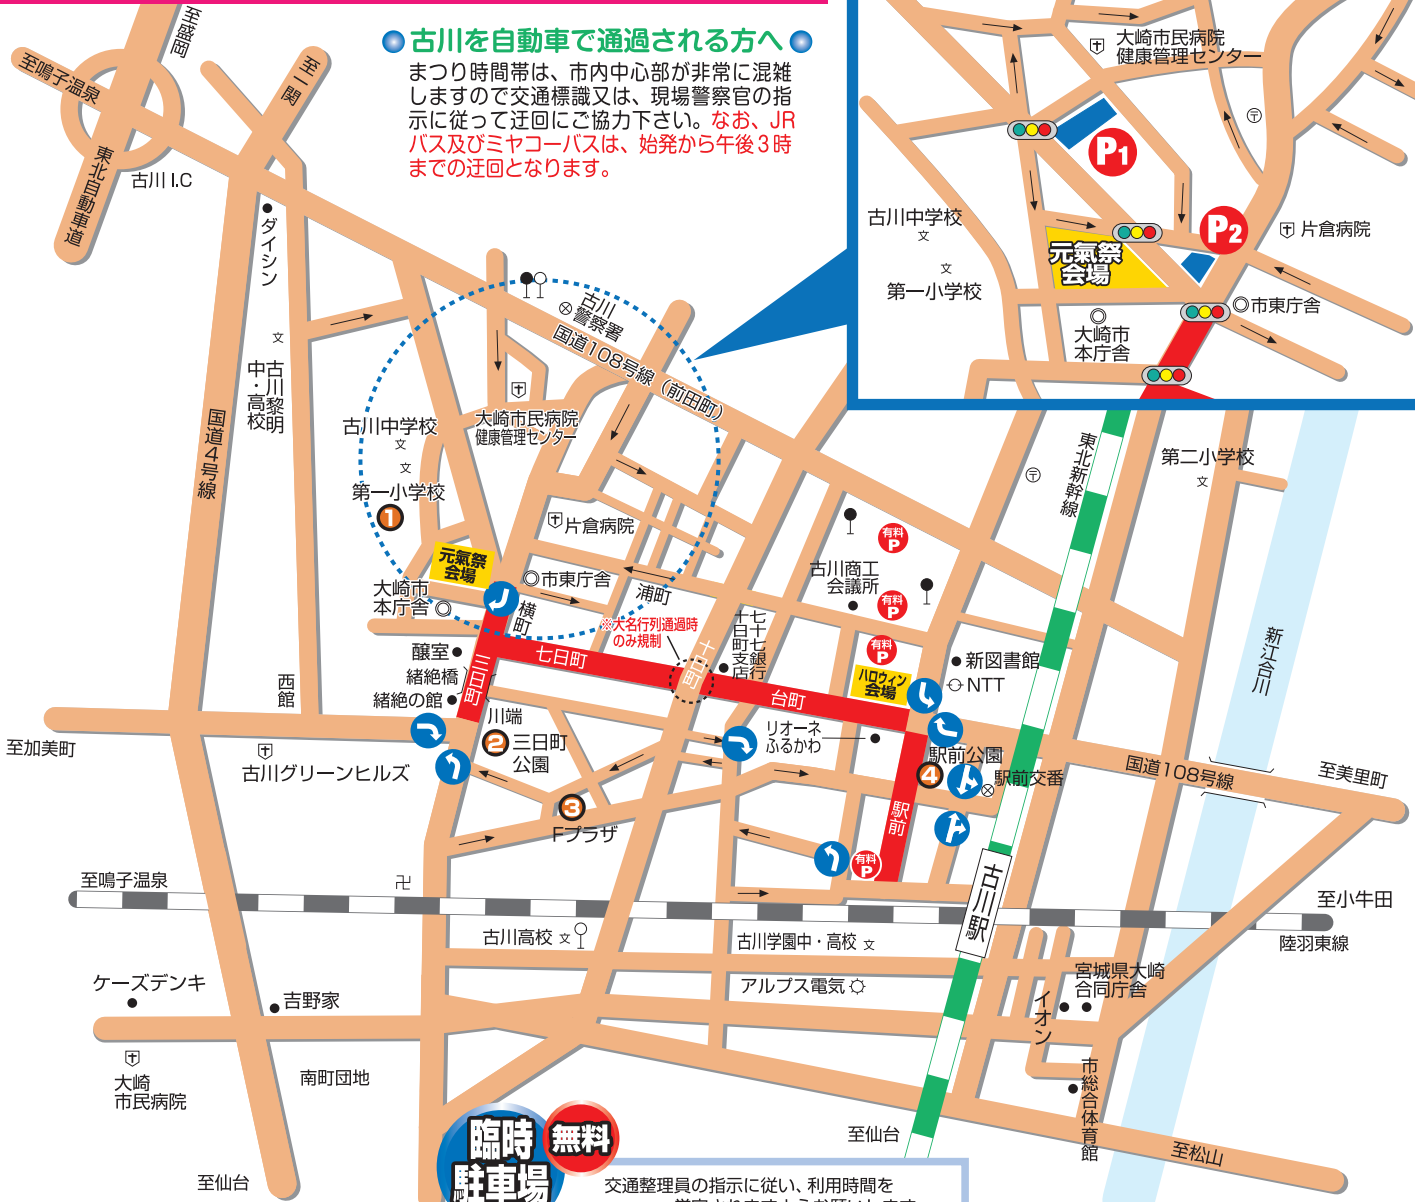 古川を自動車で通過される方へ
まつり時間帯は、市内中心部が非常に混雑
しますので交通標識又は、現場警察官の指
示に従って迂回にご協力下さい。なお、JR
バス及びミヤコーバスは、始発から午後3時
までの迂回となります。
至盛岡
至鳴子温泉
至一関
東北自動車道
古川I.C
ダイシン
古川黎明
中・高校
文
国道4号線
古川
警察署
国道108号線（前田町）
大崎市民病院
健康管理センター
古川中学校
文
文
第一小学校
1
片倉病院
元氣祭
会場
市東庁舎
大崎市
本庁舎
横町
浦町
※大名行列通過時
のみ規制
醸室
緒絶橋
緒絶の館
三日町
七日町
十日町
七十七銀行
十日町支店
台町
川端
2
三日町
公園
3
Fプラザ
西館
至加美町
古川グリーンヒルズ
古川商工
会議所
有料
P
有料
P
有料
P
ハロウィン
会場
新図書館
NTT
リオーネ
ふるかわ
駅前公園
4
駅前交番
駅前
有料
P
国道108号線
至美里町
新江合川
東北新幹線
〒
第二小学校
文
大崎市民病院
健康管理センター
〒
P1
P2
古川中学校
文
文
第一小学校
元氣祭
会場
片倉病院
市東庁舎
大崎市
本庁舎
至鳴子温泉
卍
古川駅
至小牛田
陸羽東線
古川高校 文
古川学園中・高校 文
アルプス電気
ケーズデンキ
吉野家
大崎
市民病院
南町団地
至仙台
宮城県大崎
合同庁舎
イオン
市総合体育館
至仙台
至松山
臨時
駐車場
無料
交通整理員の指示に従い、利用時間を